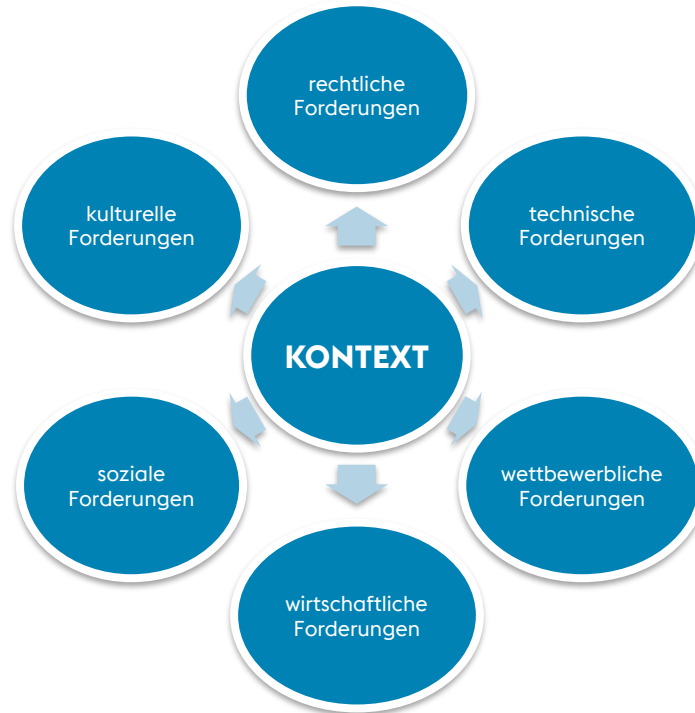 rechtliche
Forderungen
kulturelle
Forderungen
technische
Forderungen
KONTEXT
soziale
Forderungen
wettbewerbliche
Forderungen
wirtschaftliche
Forderungen